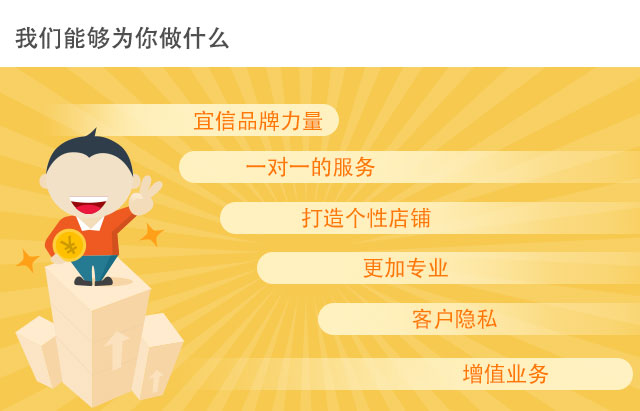 我们能够为你做什么
宜信品牌力量
一对一的服务
打造个性店铺
更加专业
客户隐私
增值业务